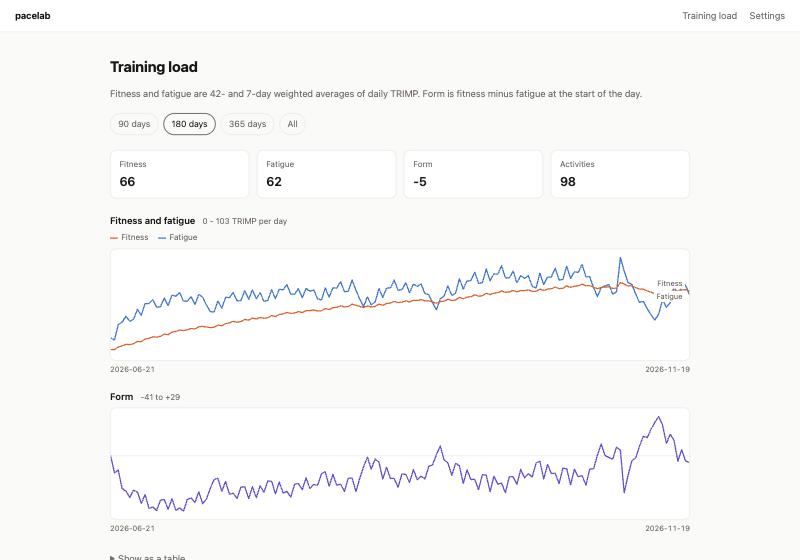 pacelab
Training load Settings
Training load
Fitness and fatigue are 42- and 7-day weighted averages of daily TRIMP. Form is fitness minus fatigue at the start of the day.
90 days 180 days 365 days All
Fitness Fatigue Form Activities
66 62 -5 98
Fitness and fatigue 0 - 103 TRIMP per day
Fitness Fatigue
Fitness
Fatigue
2026-06-21 2026-11-19
Form -41 to +29
2026-06-21 2026-11-19
Show as a table